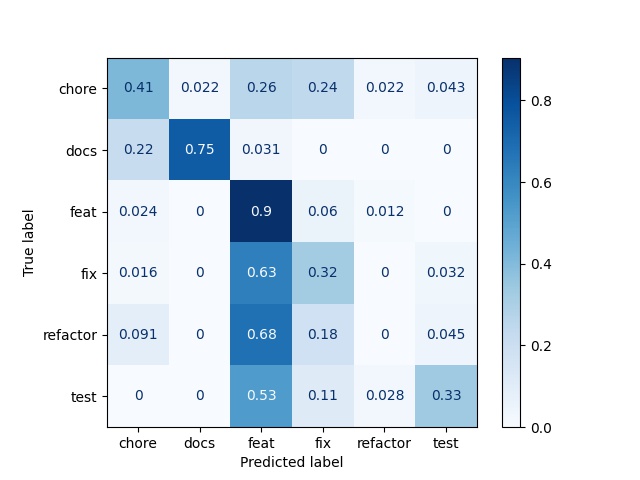 chore 0.41 0.022 0.26 0.24 0.022 0.043
docs 0.22 0.75 0.031 0 0 0
feat 0.024 0 0.9 0.06 0.012 0
fix 0.016 0 0.63 0.32 0 0.032
refactor 0.091 0 0.68 0.18 0 0.045
test 0 0 0.53 0.11 0.028 0.33
chore docs feat fix refactor test
Predicted label
True label
0.8
0.6
0.4
0.2
0.0